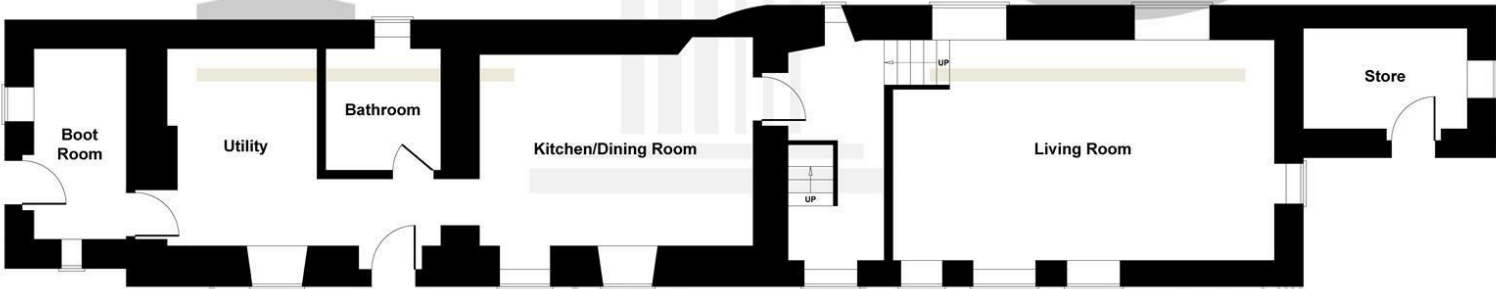 Boot
Room
Utility
Bathroom
Kitchen/Dining Room
UP
UP
Living Room
Store